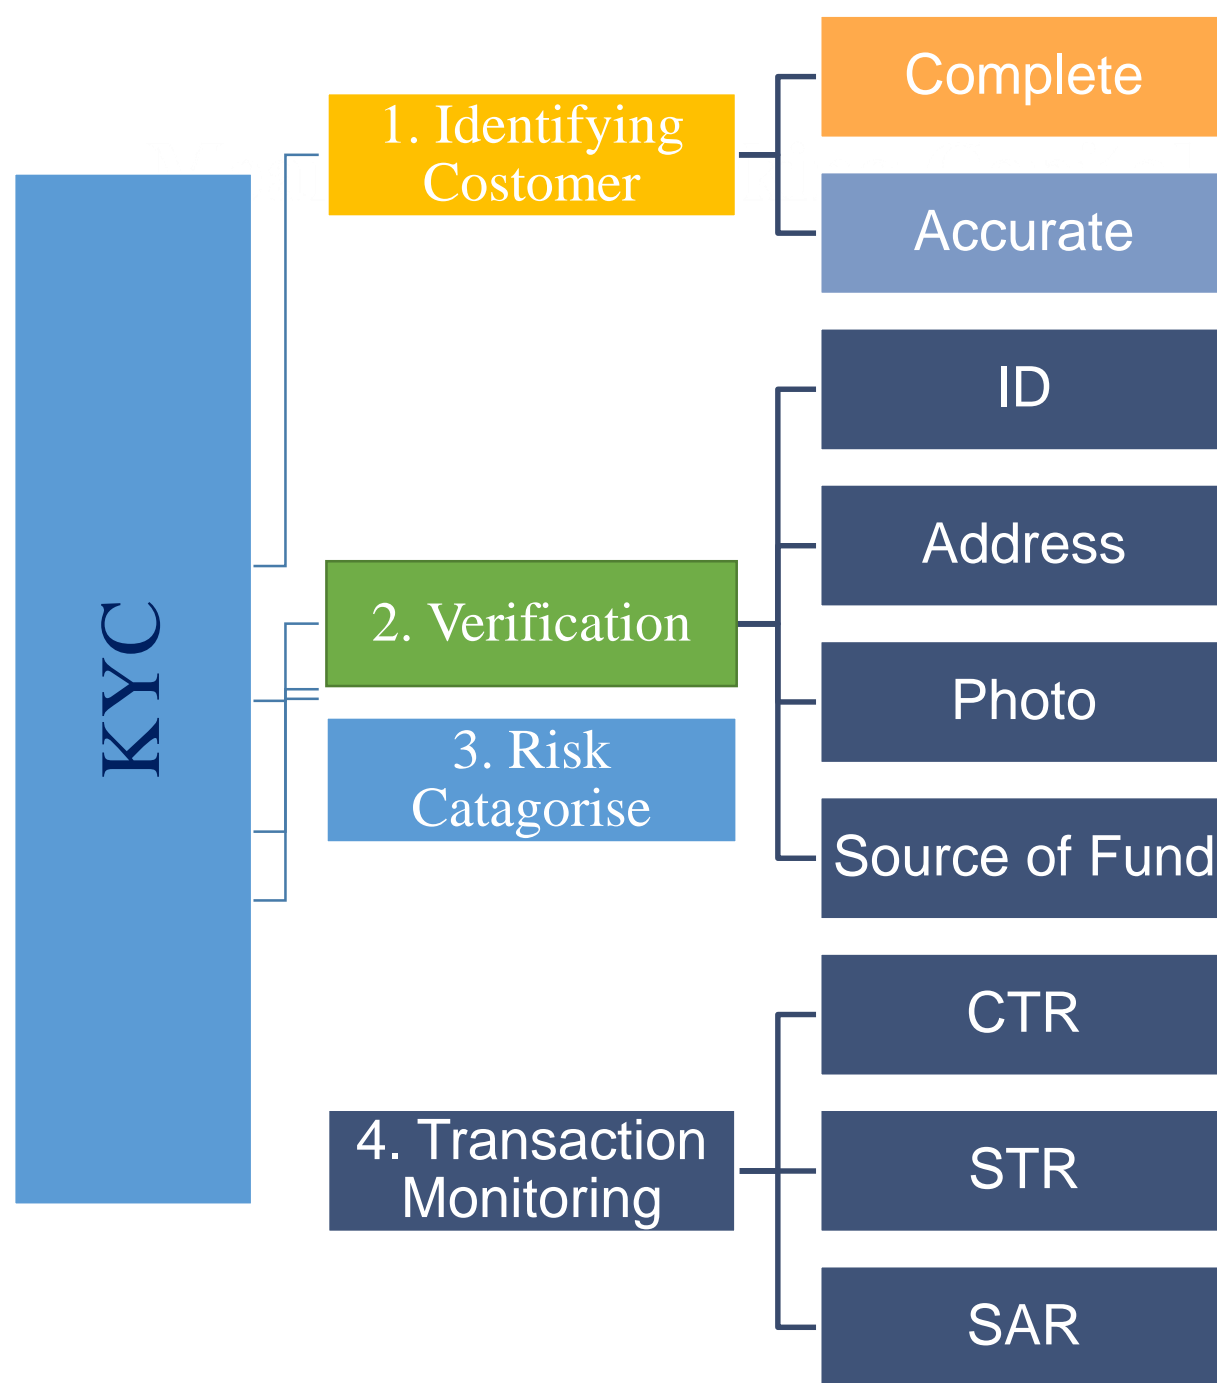 KYC
1. Identifying
Costomer
Complete
Accurate
2. Verification
ID
Address
Photo
Source of Fund
3. Risk
Catagorise
4. Transaction
Monitoring
CTR
STR
SAR